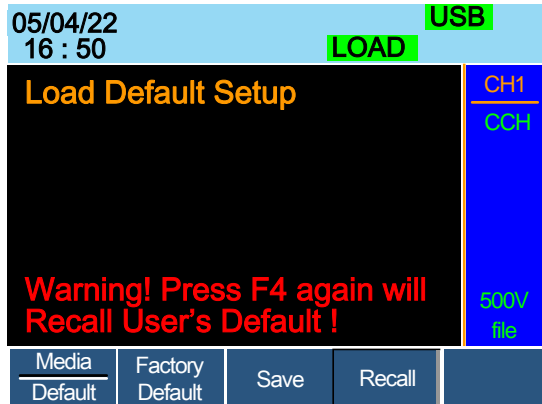 05/04/22
USB
16 : 50
LOAD
Load Default Setup
CH1
CCH
Warning! Press F4 again will
Recall User's Default !
500V
file
Media
Default
Factory
Default
Save
Recall